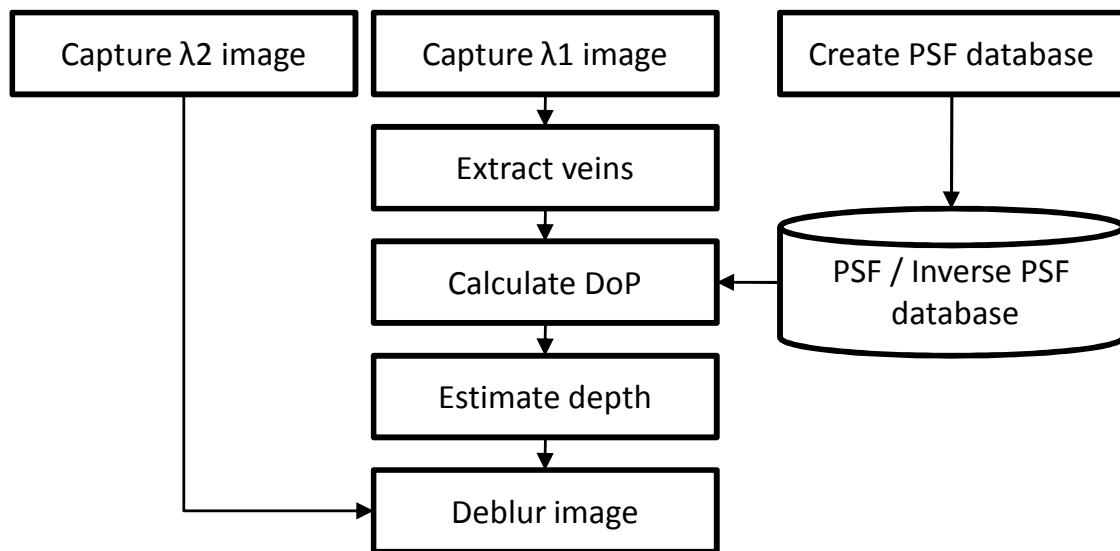 Capture λ2 image
Capture λ1 image
Create PSF database
Extract veins
Calculate DoP
PSF / Inverse PSF
database
Estimate depth
Deblur image